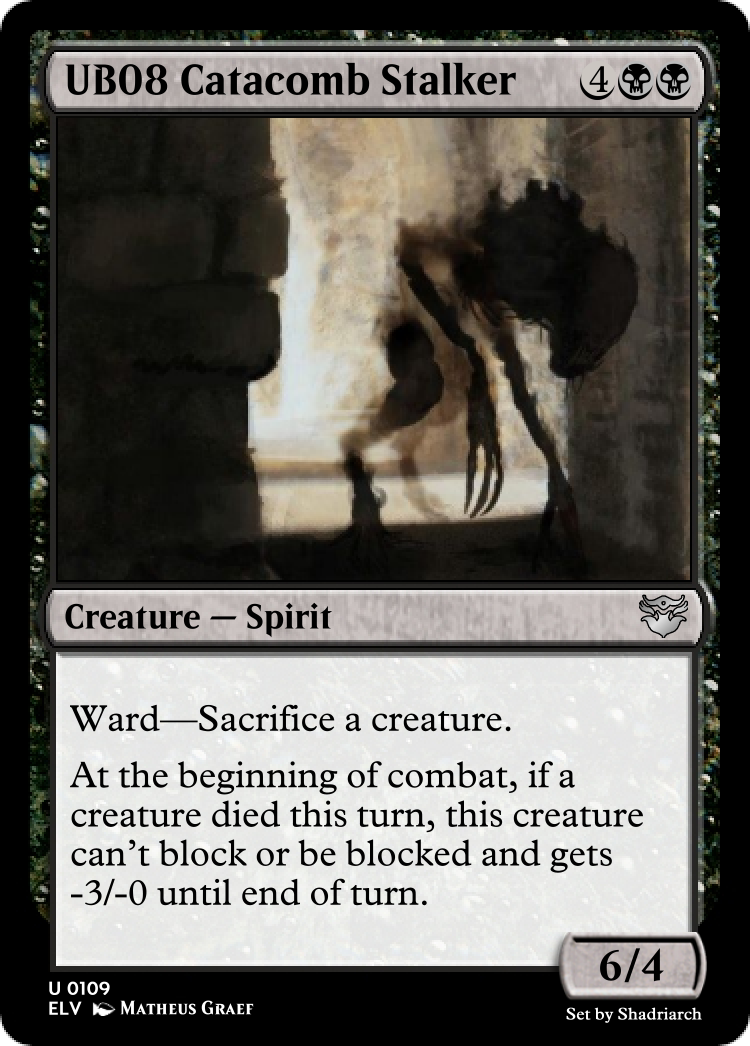 UB08 Catacomb Stalker 4
Creature — Spirit
Ward—Sacrifice a creature.
At the beginning of combat, if a
creature died this turn, this creature
can't block or be blocked and gets
-3/-0 until end of turn.
6/4
U 0109
ELV Matheus Graef
Set by Shadriarch